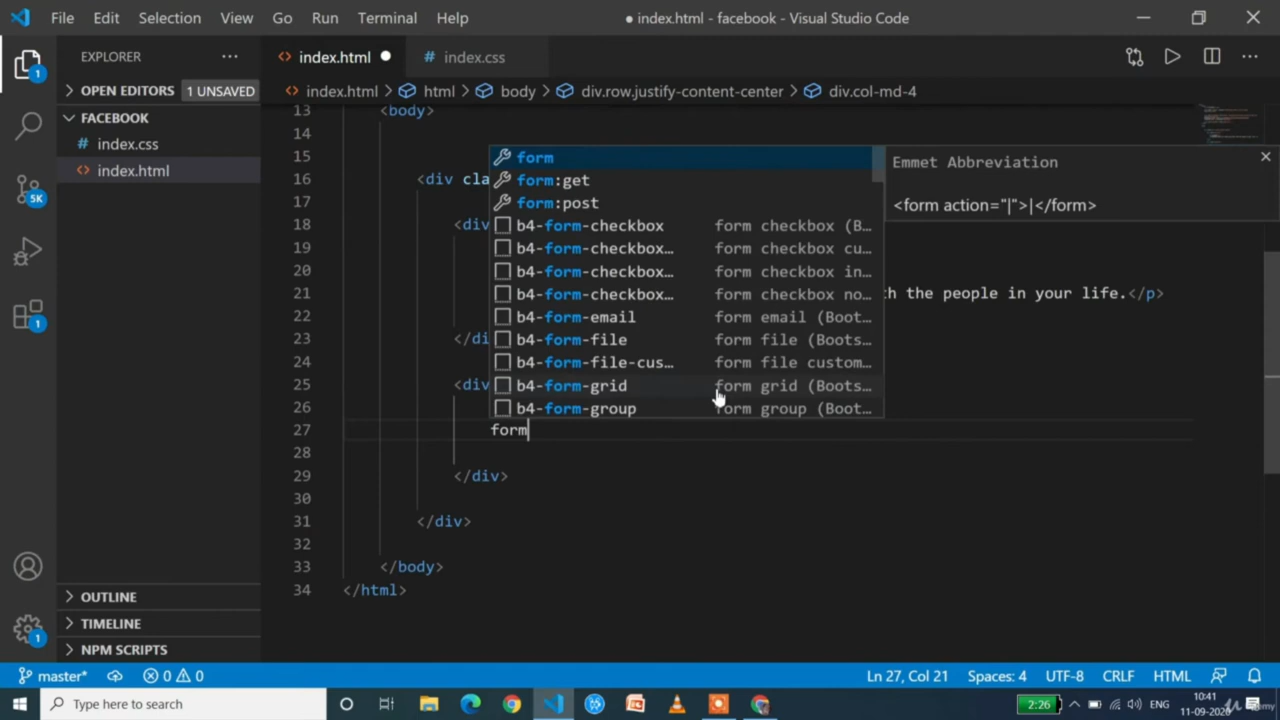 File Edit Selection View Go Run Terminal Help
● index.html - facebook - Visual Studio Code
EXPLORER
OPEN EDITORS 1 UNSAVED
FACEBOOK
index.css
index.html
OUTLINE
TIMELINE
NPM SCRIPTS
1
5K
1
1
index.html
# index.css
index.html > html > body > div.row.justify-content-center > div.col-md-4
13 <body>
14
15
16 <div cla
17
18 <div
19
20
21 h the people in your life.</p>
22
23 </di
24
25 <div
26
27 form
28
29 </div>
30
31 </div>
32
33 </body>
34 </html>
form
form:get
form:post
b4-form-checkbox form checkbox (B…
b4-form-checkbox… form checkbox cu…
b4-form-checkbox… form checkbox in…
b4-form-checkbox… form checkbox no…
b4-form-email form email (Boot…
b4-form-file form file (Boots…
b4-form-file-cus… form file custom…
b4-form-grid form grid (Boots…
b4-form-group form group (Boot…
Emmet Abbreviation
<form action="|">|</form>
master* 0 0
Ln 27, Col 21 Spaces: 4 UTF-8 CRLF HTML
Type here to search
2:26
ENG
10:41
11-09-2020